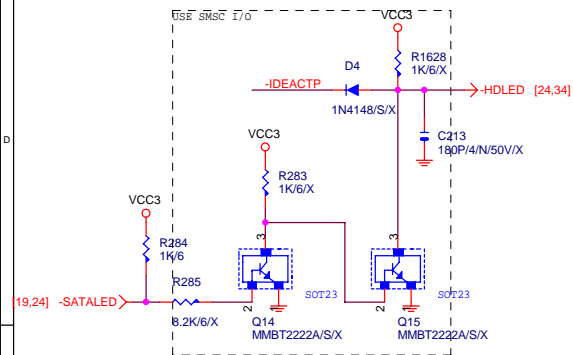 USE SMSC I/O
VCC3
D4
R1628
1K/6/X
-IDEACTP
-HDLED [24,34]
1N4148/S/X
C213
180P/4/N/50V/X
D
VCC3
R283
1K/6/X
VCC3
3
3
R284
1K/6
R285
SOT23
SOT23
[19,24] -SATALED
8.2K/6/X
2
1
2
1
Q14
Q15
MMBT2222A/S/X
MMBT2222A/S/X